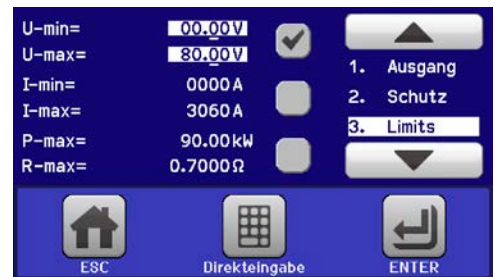 U-min= 00.00V
U-max= 80.00V
I-min= 0000A
I-max= 3060A
P-max= 90.00kW
R-max= 0.7000Ω
1. Ausgang
2. Schutz
3. Limits
ESC Direkteingabe ENTER